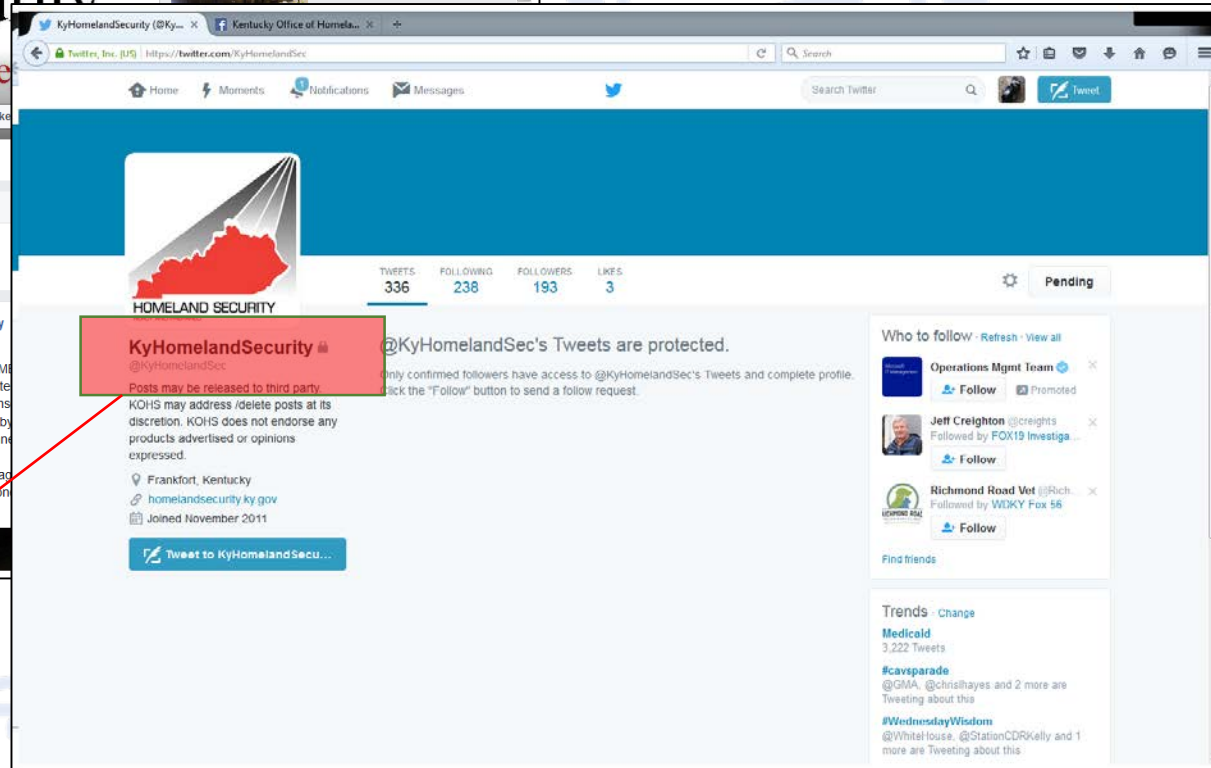 KyHomelandSecurity (@Ky... × Kentucky Office of Homela... × +
Twitter, Inc. (US) https://twitter.com/KyHomelandSec Search
Home Moments 1 Notifications Messages Search Twitter Tweet
HOMELAND SECURITY
TWEETS FOLLOWING FOLLOWERS LIKES
336 238 193 3
Pending
KyHomelandSecurity
@KyHomelandSec
Posts may be released to third party.
KOHS may address /delete posts at its
discretion. KOHS does not endorse any
products advertised or opinions
expressed.
Frankfort, Kentucky
homelandsecurity.ky.gov
Joined November 2011
Tweet to KyHomelandSecu...
@KyHomelandSec's Tweets are protected.
Only confirmed followers have access to @KyHomelandSec's Tweets and complete profile.
Click the "Follow" button to send a follow request.
Who to follow · Refresh · View all
Operations Mgmt Team ×
Follow Promoted
Jeff Creighton @creights ×
Followed by FOX19 Investiga...
Follow
Richmond Road Vet @Rich... ×
Followed by WDKY Fox 56
Follow
Find friends
Trends · Change
Medicaid
3,222 Tweets
#cavsparade
@GMA, @chrislhayes and 2 more are
Tweeting about this
#WednesdayWisdom
@WhiteHouse, @StationCDRKelly and 1
more are Tweeting about this